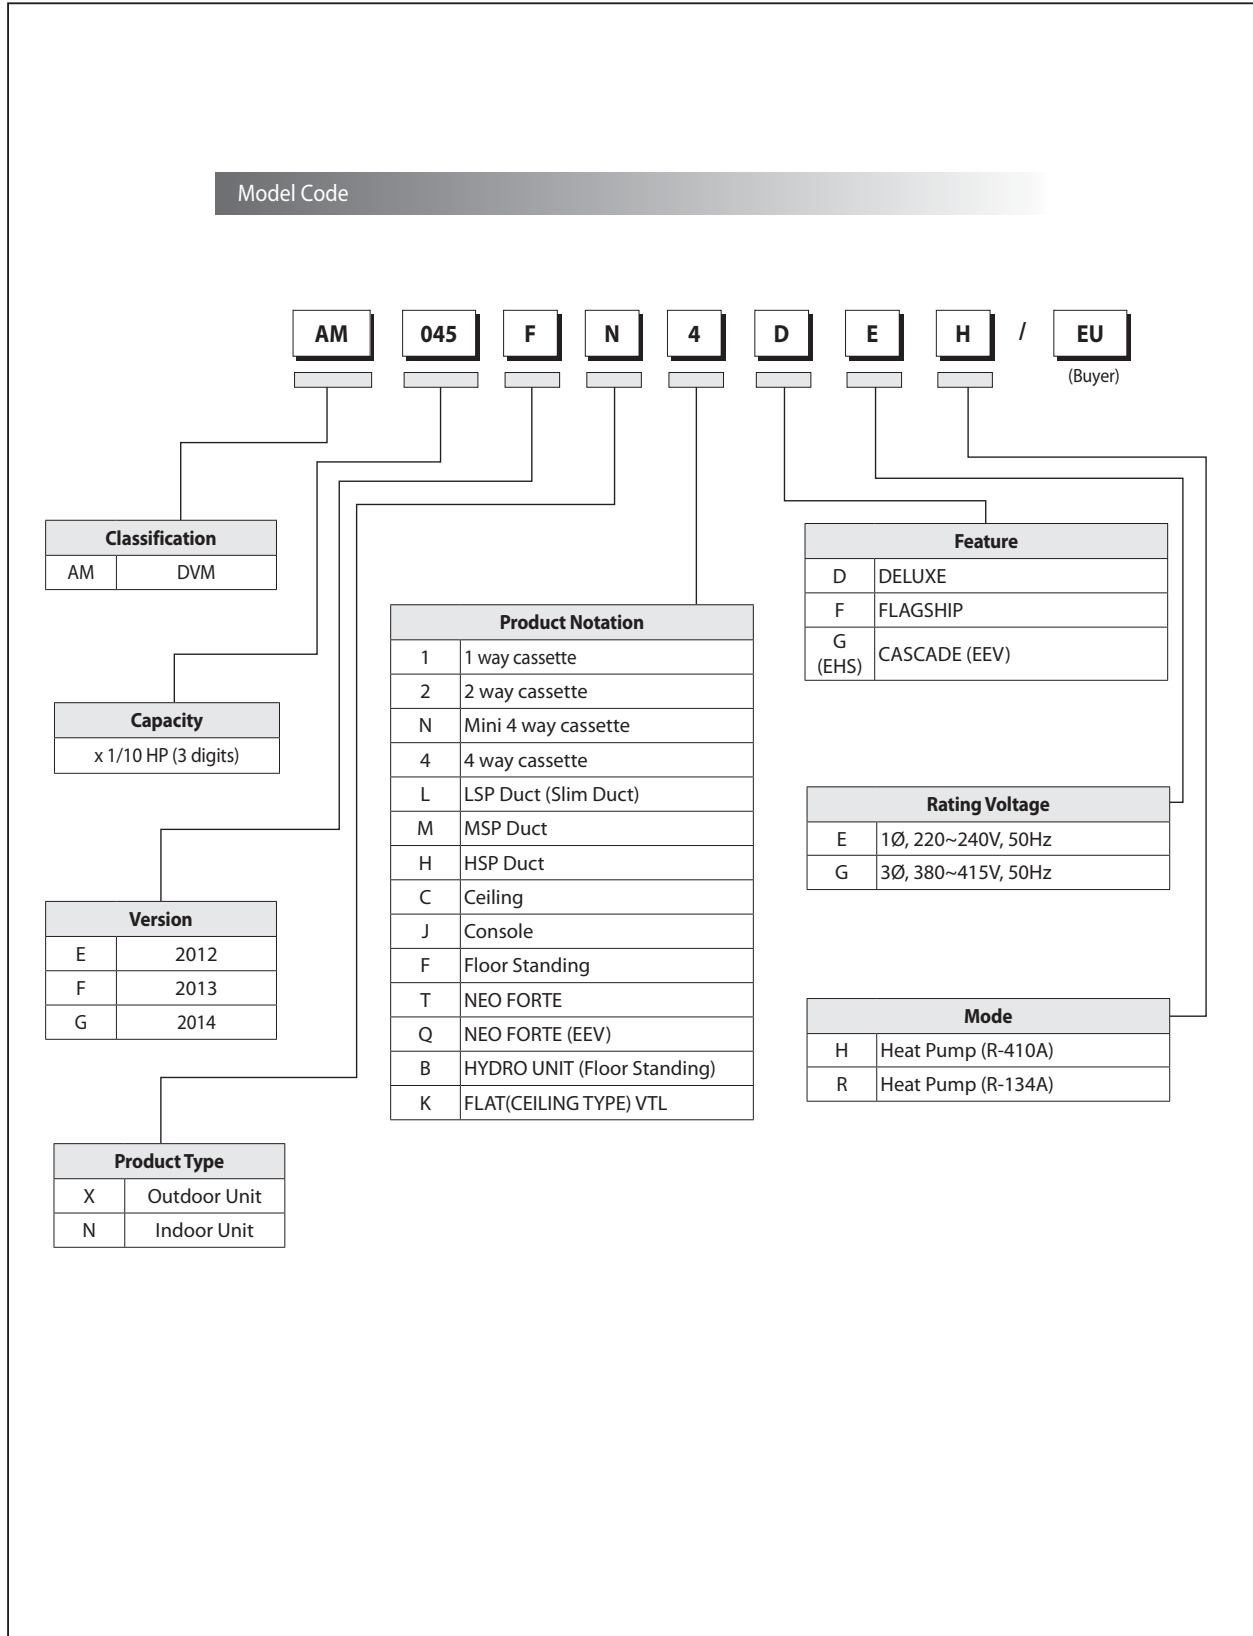 Model Code
AM 045 F N 4 D E H / EU
(Buyer)
Classification
AM DVM
Capacity
x 1/10 HP (3 digits)
Version
E 2012
F 2013
G 2014
Product Type
X Outdoor Unit
N Indoor Unit
Product Notation
1 1 way cassette
2 2 way cassette
N Mini 4 way cassette
4 4 way cassette
L LSP Duct (Slim Duct)
M MSP Duct
H HSP Duct
C Ceiling
J Console
F Floor Standing
T NEO FORTE
Q NEO FORTE (EEV)
B HYDRO UNIT (Floor Standing)
K FLAT(CEILING TYPE) VTL
Feature
D DELUXE
F FLAGSHIP
G
(EHS) CASCADE (EEV)
Rating Voltage
E 1Ø, 220~240V, 50Hz
G 3Ø, 380~415V, 50Hz
Mode
H Heat Pump (R-410A)
R Heat Pump (R-134A)